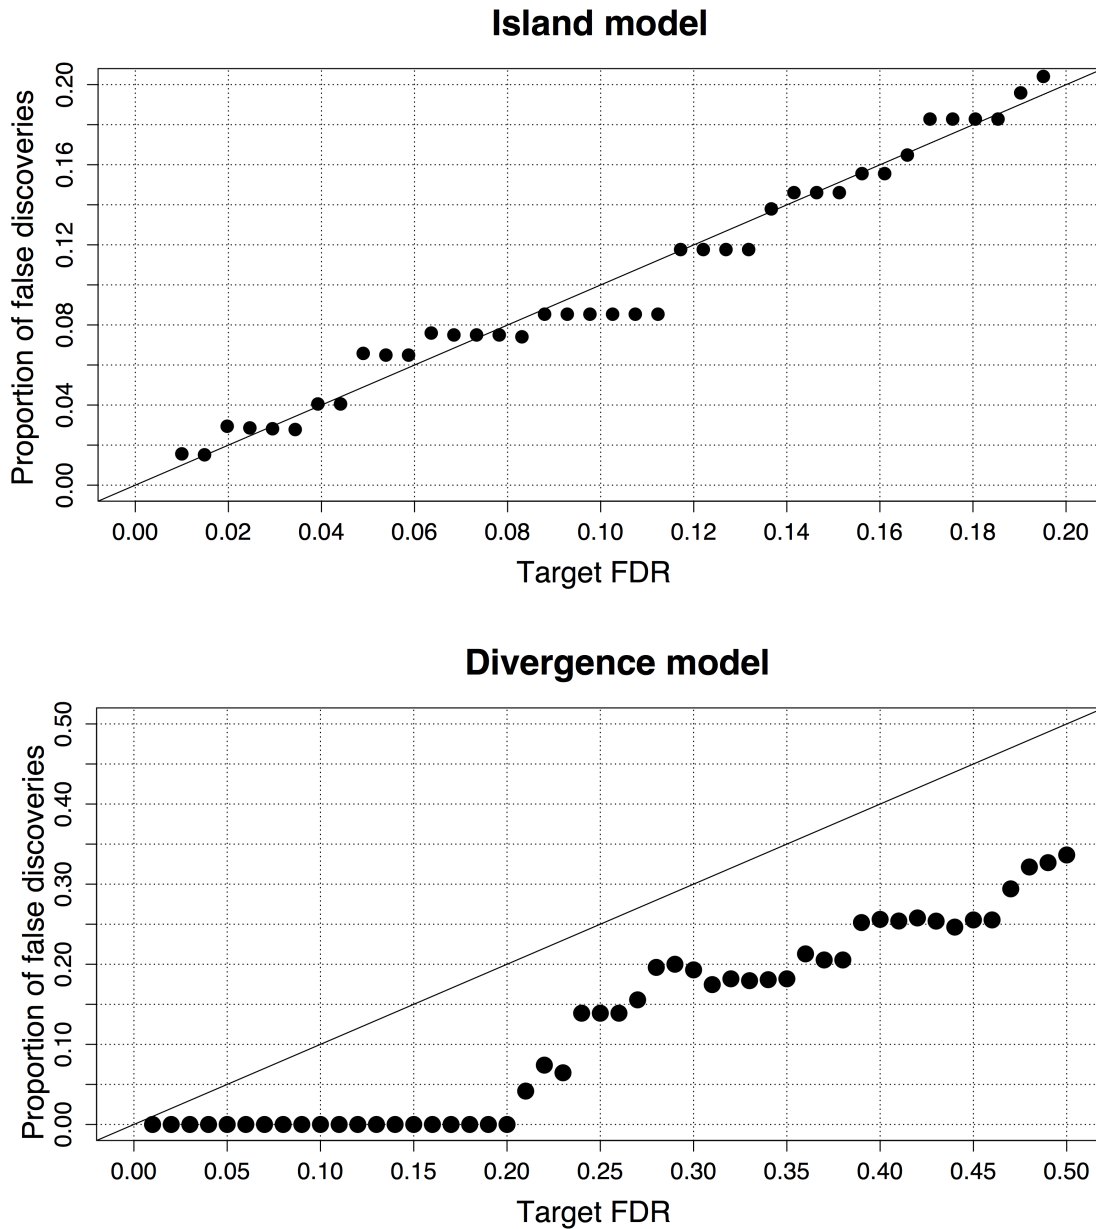 Island model
Proportion of false discoveries
0.20
0.16
0.12
0.08
0.04
0.00
0.00 0.02 0.04 0.06 0.08 0.10 0.12 0.14 0.16 0.18 0.20
Target FDR
Divergence model
Proportion of false discoveries
0.50
0.40
0.30
0.20
0.10
0.00
0.00 0.05 0.10 0.15 0.20 0.25 0.30 0.35 0.40 0.45 0.50
Target FDR